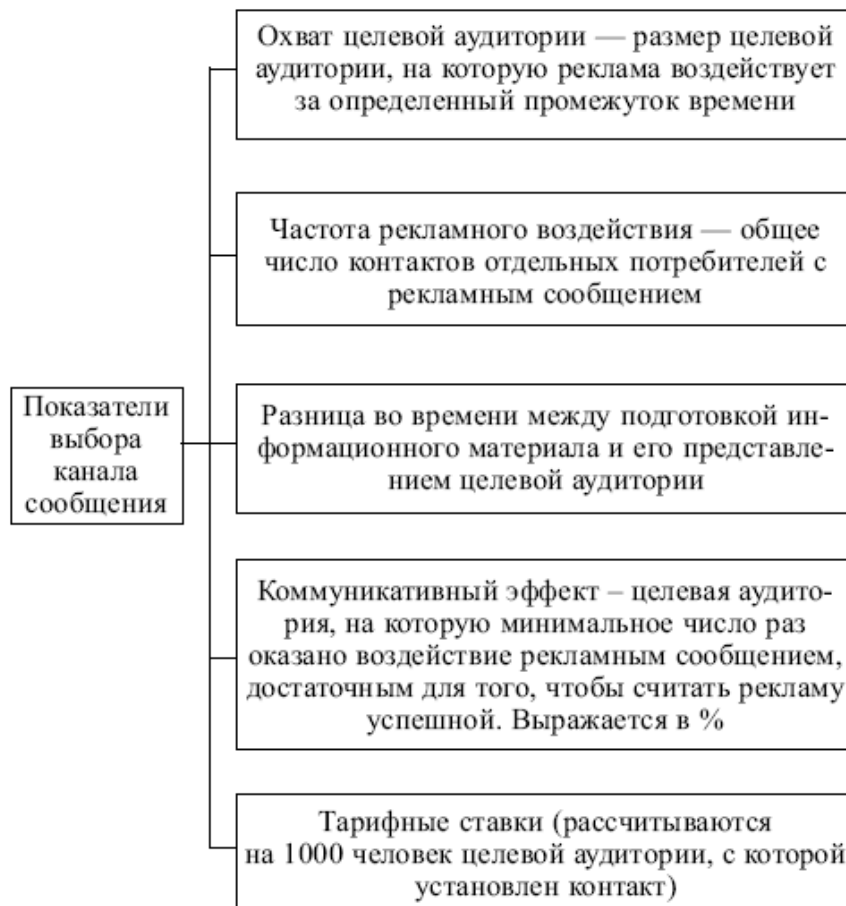 Охват целевой аудитории — размер целевой
аудитории, на которую реклама воздействует
за определенный промежуток времени
Частота рекламного воздействия — общее
число контактов отдельных потребителей с
рекламным сообщением
Показатели
выбора
канала
сообщения
Разница во времени между подготовкой ин-
формационного материала и его представле-
нием целевой аудитории
Коммуникативный эффект – целевая аудито-
рия, на которую минимальное число раз
оказано воздействие рекламным сообщением,
достаточным для того, чтобы считать рекламу
успешной. Выражается в %
Тарифные ставки (рассчитываются
на 1000 человек целевой аудитории, с которой
установлен контакт)